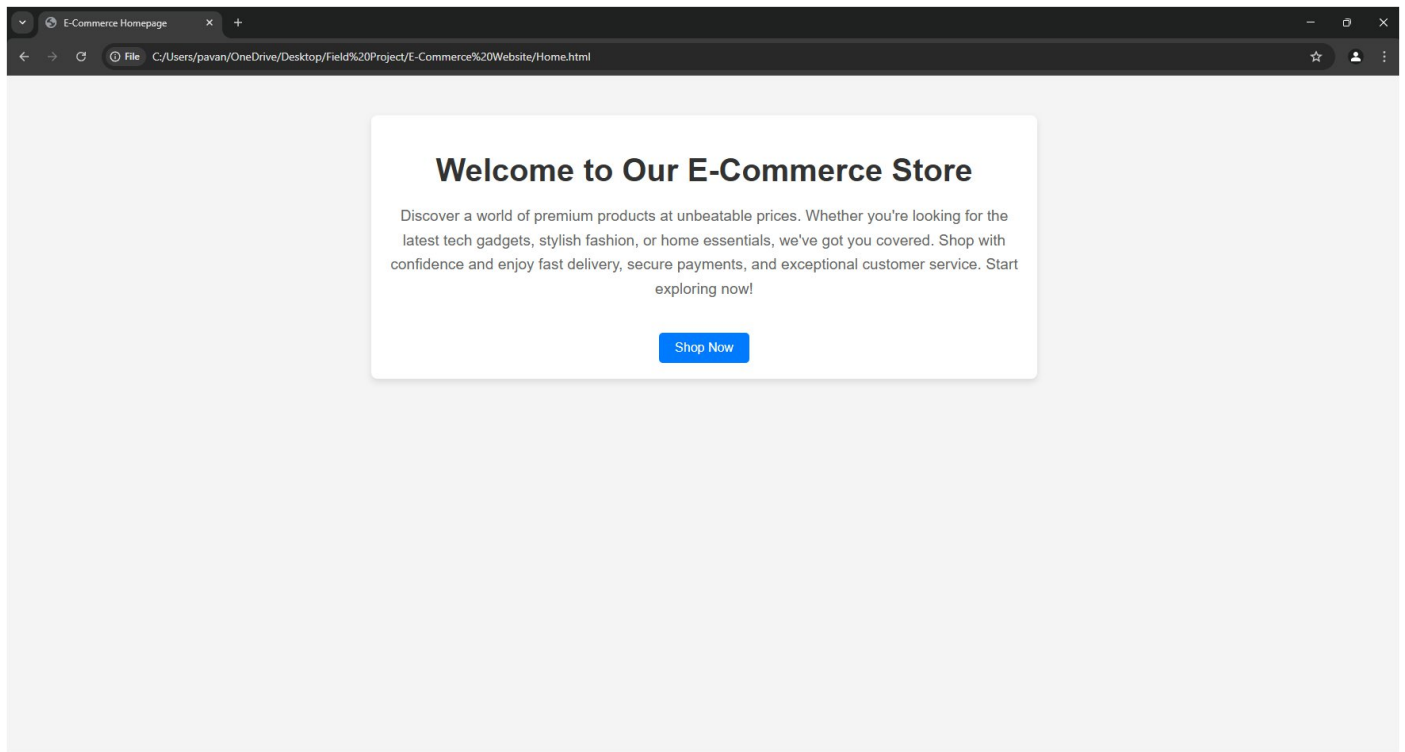 E-Commerce Homepage
File C:/Users/pavan/OneDrive/Desktop/Field%20Project/E-Commerce%20Website/Home.html
Welcome to Our E-Commerce Store
Discover a world of premium products at unbeatable prices. Whether you're looking for the
latest tech gadgets, stylish fashion, or home essentials, we've got you covered. Shop with
confidence and enjoy fast delivery, secure payments, and exceptional customer service. Start
exploring now!
Shop Now